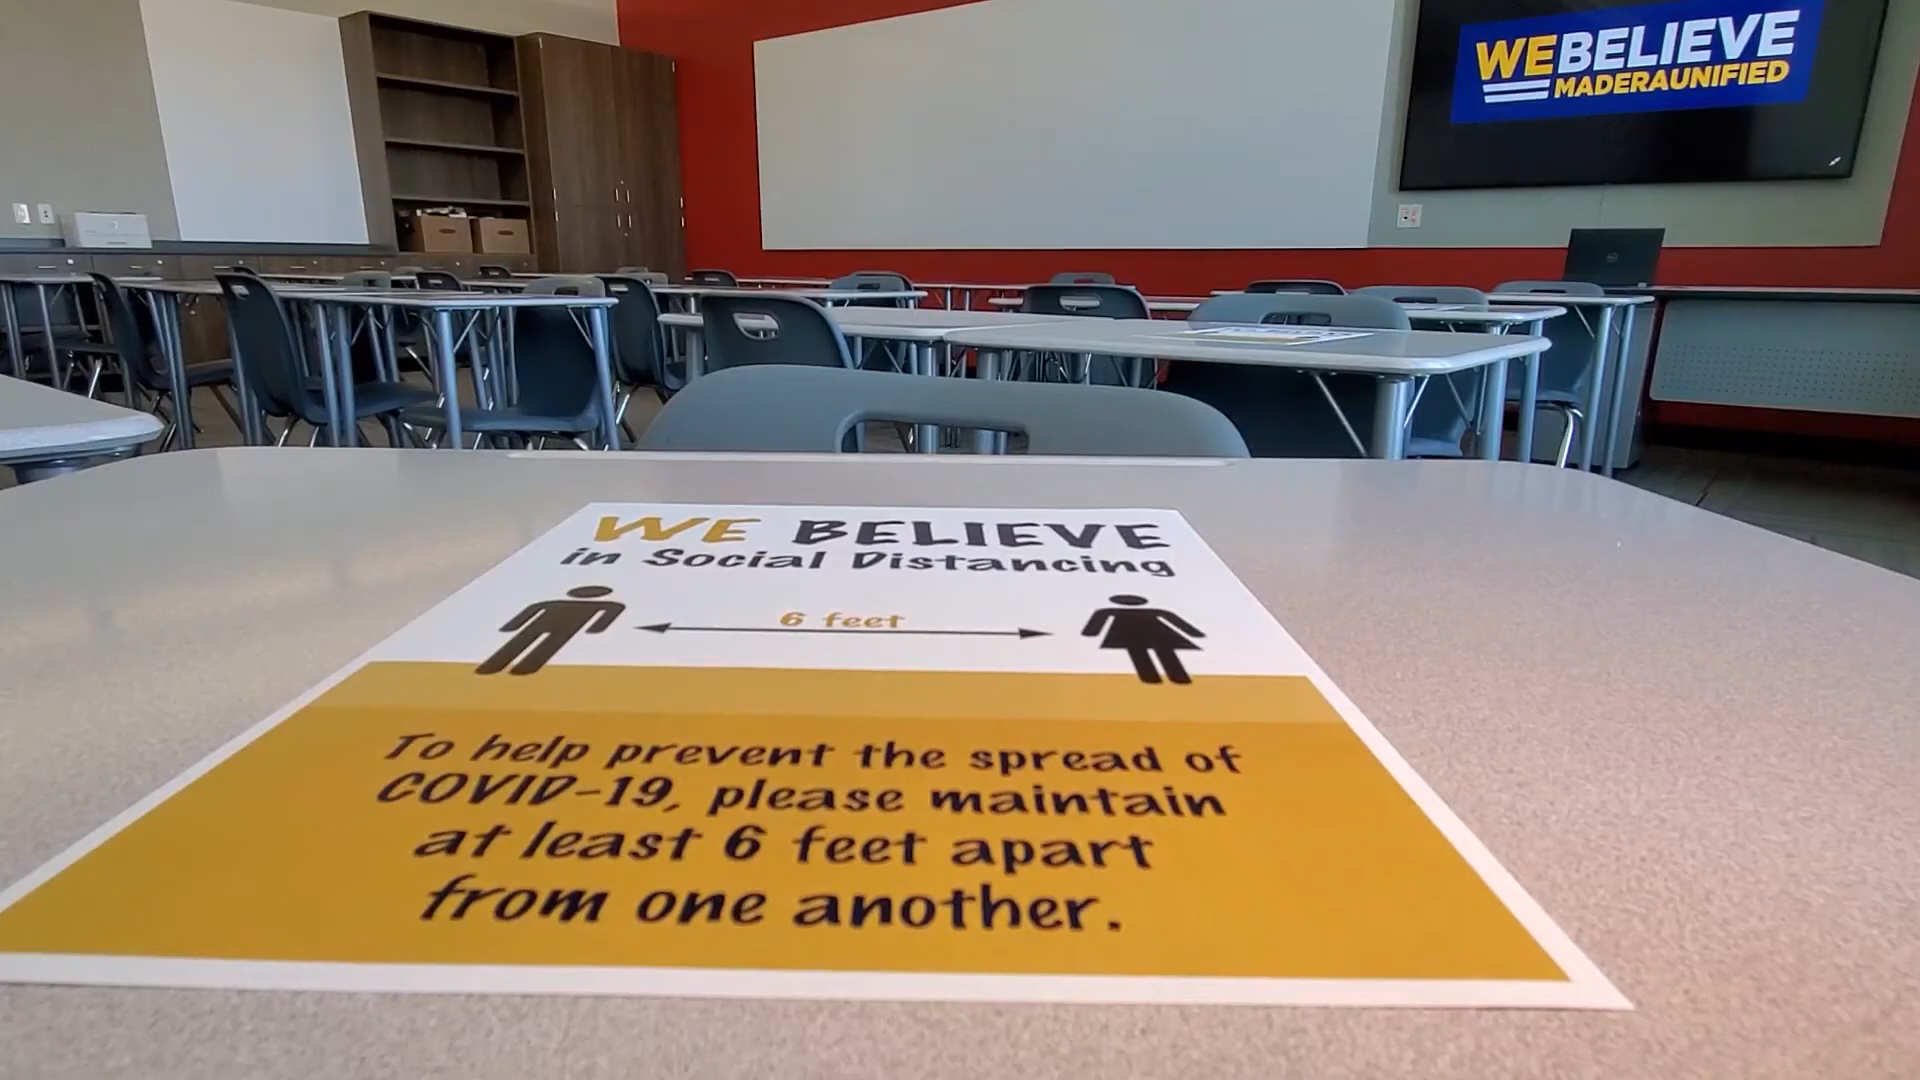 WEBELIEVE
MADERAUNIFIED
WE BELIEVE
in Social Distancing
6 feet
To help prevent the spread of
COVID-19, please maintain
at least 6 feet apart
from one another.